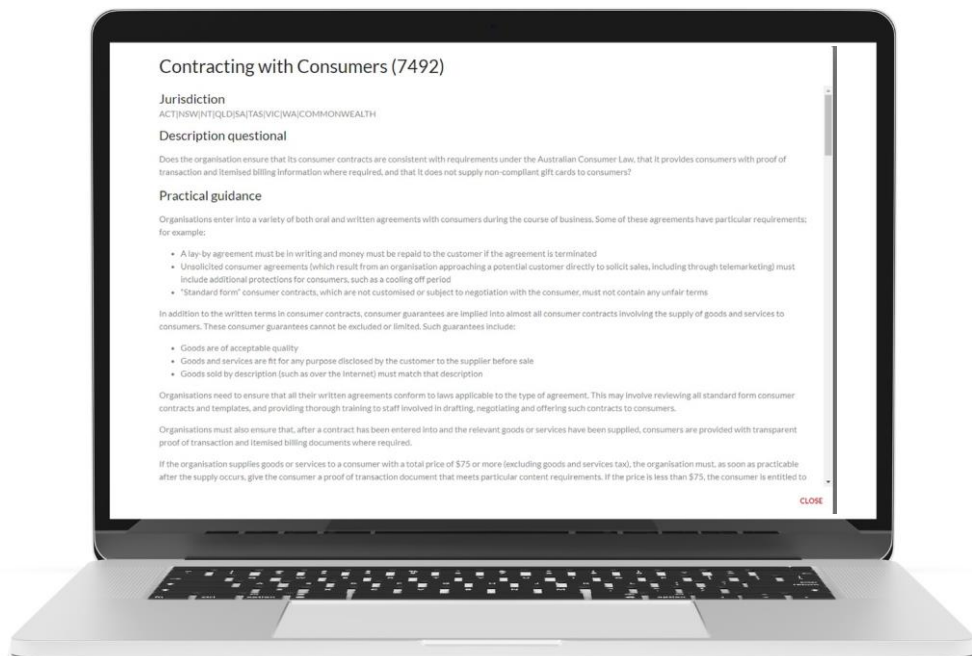 Contracting with Consumers (7492)
Jurisdiction
ACT|NSW|NT|QLD|SA|TAS|VIC|WA|COMMONWEALTH
Description questional
Does the organisation ensure that its consumer contracts are consistent with requirements under the Australian Consumer Law, that it provides consumers with proof of
transaction and itemised billing information where required, and that it does not supply non-compliant gift cards to consumers?
Practical guidance
Organisations enter into a variety of both oral and written agreements with consumers during the course of business. Some of these agreements have particular requirements;
for example:
• A lay-by agreement must be in writing and money must be repaid to the customer if the agreement is terminated
• Unsolicited consumer agreements (which result from an organisation approaching a potential customer directly to solicit sales, including through telemarketing) must
include additional protections for consumers, such as a cooling off period
• "Standard form" consumer contracts, which are not customised or subject to negotiation with the consumer, must not contain any unfair terms
In addition to the written terms in consumer contracts, consumer guarantees are implied into almost all consumer contracts involving the supply of goods and services to
consumers. These consumer guarantees cannot be excluded or limited. Such guarantees include:
• Goods are of acceptable quality
• Goods and services are fit for any purpose disclosed by the customer to the supplier before sale
• Goods sold by description (such as over the Internet) must match that description
Organisations need to ensure that all their written agreements conform to laws applicable to the type of agreement. This may involve reviewing all standard form consumer
contracts and templates, and providing thorough training to staff involved in drafting, negotiating and offering such contracts to consumers.
Organisations must also ensure that, after a contract has been entered into and the relevant goods or services have been supplied, consumers are provided with transparent
proof of transaction and itemised billing documents where required.
If the organisation supplies goods or services to a consumer with a total price of $75 or more (excluding goods and services tax), the organisation must, as soon as practicable
after the supply occurs, give the consumer a proof of transaction document that meets particular content requirements. If the price is less than $75, the consumer is entitled to
CLOSE